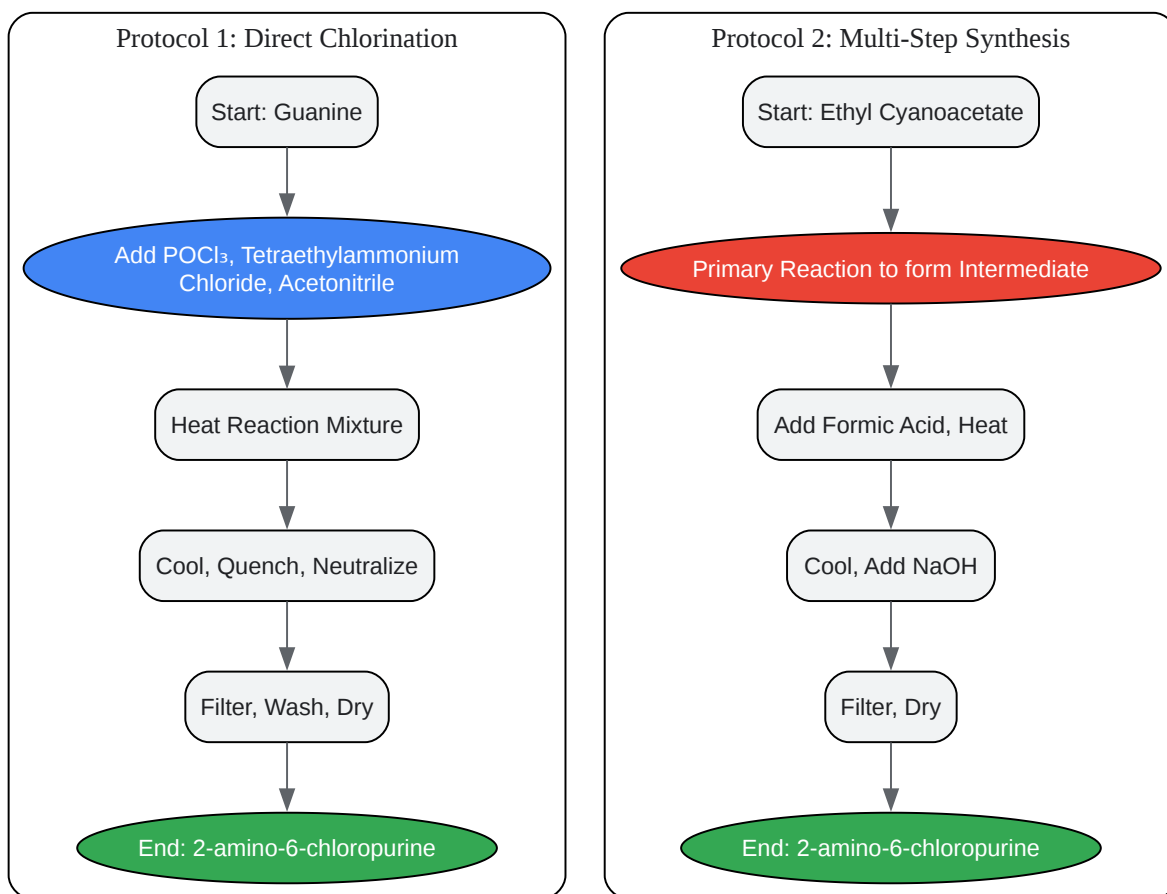 Protocol 1: Direct Chlorination
Start: Guanine
Add POCl₃, Tetraethylammonium
Chloride, Acetonitrile
Heat Reaction Mixture
Cool, Quench, Neutralize
Filter, Wash, Dry
End: 2-amino-6-chloropurine
Protocol 2: Multi-Step Synthesis
Start: Ethyl Cyanoacetate
Primary Reaction to form Intermediate
Add Formic Acid, Heat
Cool, Add NaOH
Filter, Dry
End: 2-amino-6-chloropurine